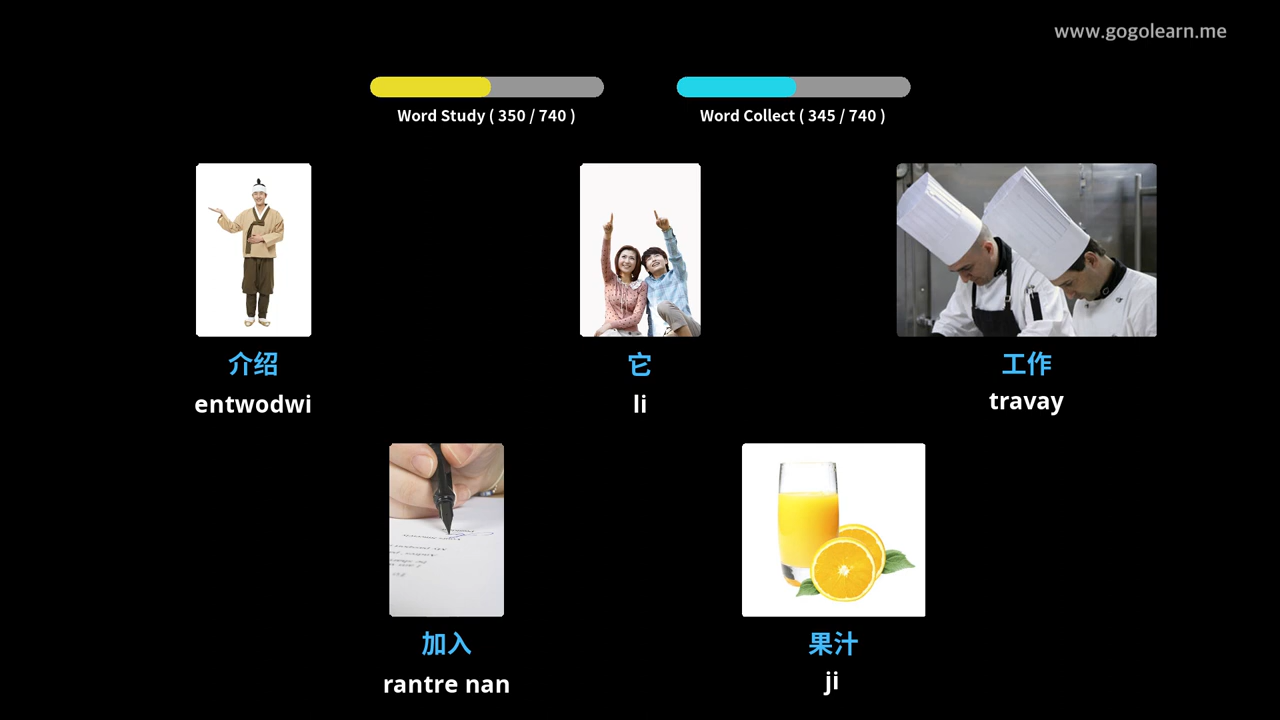 www.gogolearn.me
Word Study ( 350 / 740 )
Word Collect ( 345 / 740 )
介绍
entwodwi
它
li
工作
travay
加入
rantre nan
果汁
ji